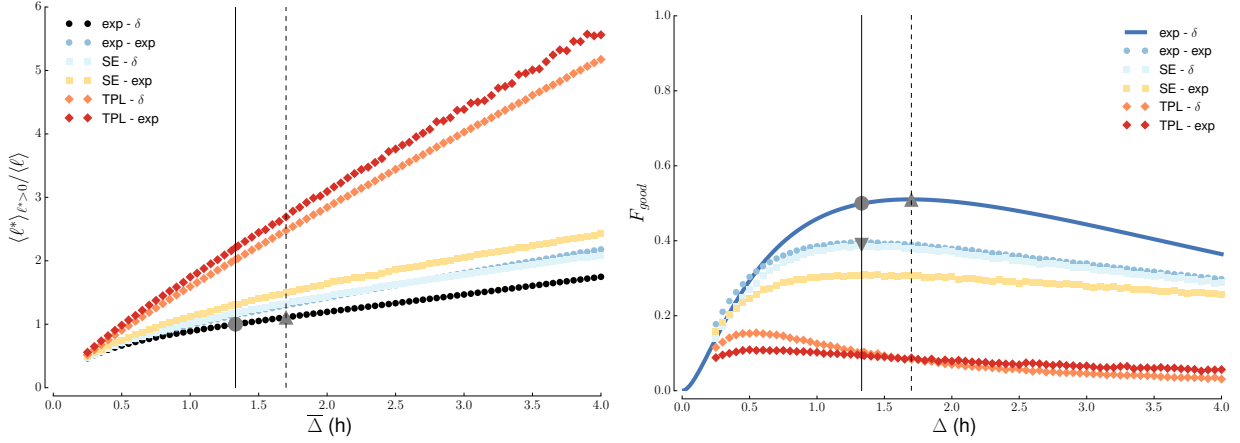 6
5
4
3
2
1
0
⟨ℓ*⟩ℓ*>0/⟨ℓ⟩
exp - δ
exp - exp
SE - δ
SE - exp
TPL - δ
TPL - exp
0.0 0.5 1.0 1.5 2.0 2.5 3.0 3.5 4.0
Δ̅ (h)
1.0
0.8
0.6
0.4
0.2
0.0
F_good
exp - δ
exp - exp
SE - δ
SE - exp
TPL - δ
TPL - exp
0.0 0.5 1.0 1.5 2.0 2.5 3.0 3.5 4.0
Δ (h)